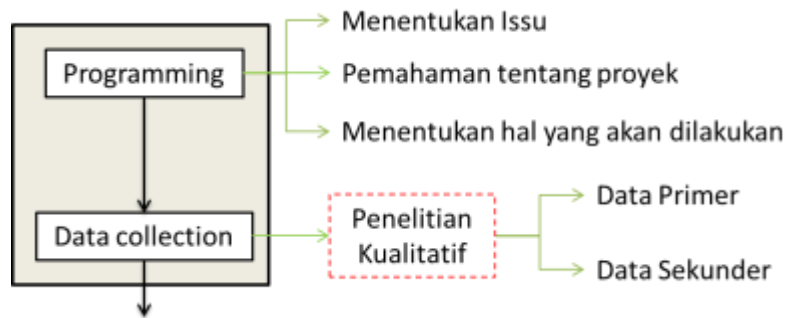 Menentukan Issu
Programming
Pemahaman tentang proyek
Menentukan hal yang akan dilakukan
Data collection
Penelitian
Kualitatif
Data Primer
Data Sekunder